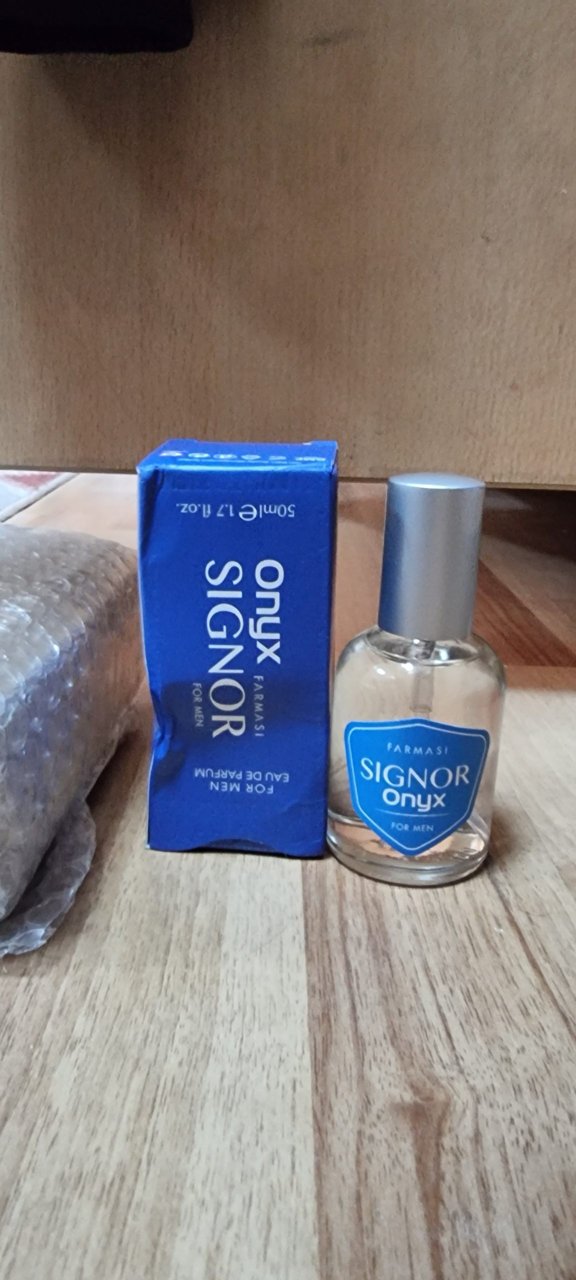 50ml e 1.7 fl.oz.
Onyx
SIGNOR
FARMASI
FOR MEN
FOR MEN
EAU DE PARFUM
FARMASI
SIGNOR
Onyx
FOR MEN